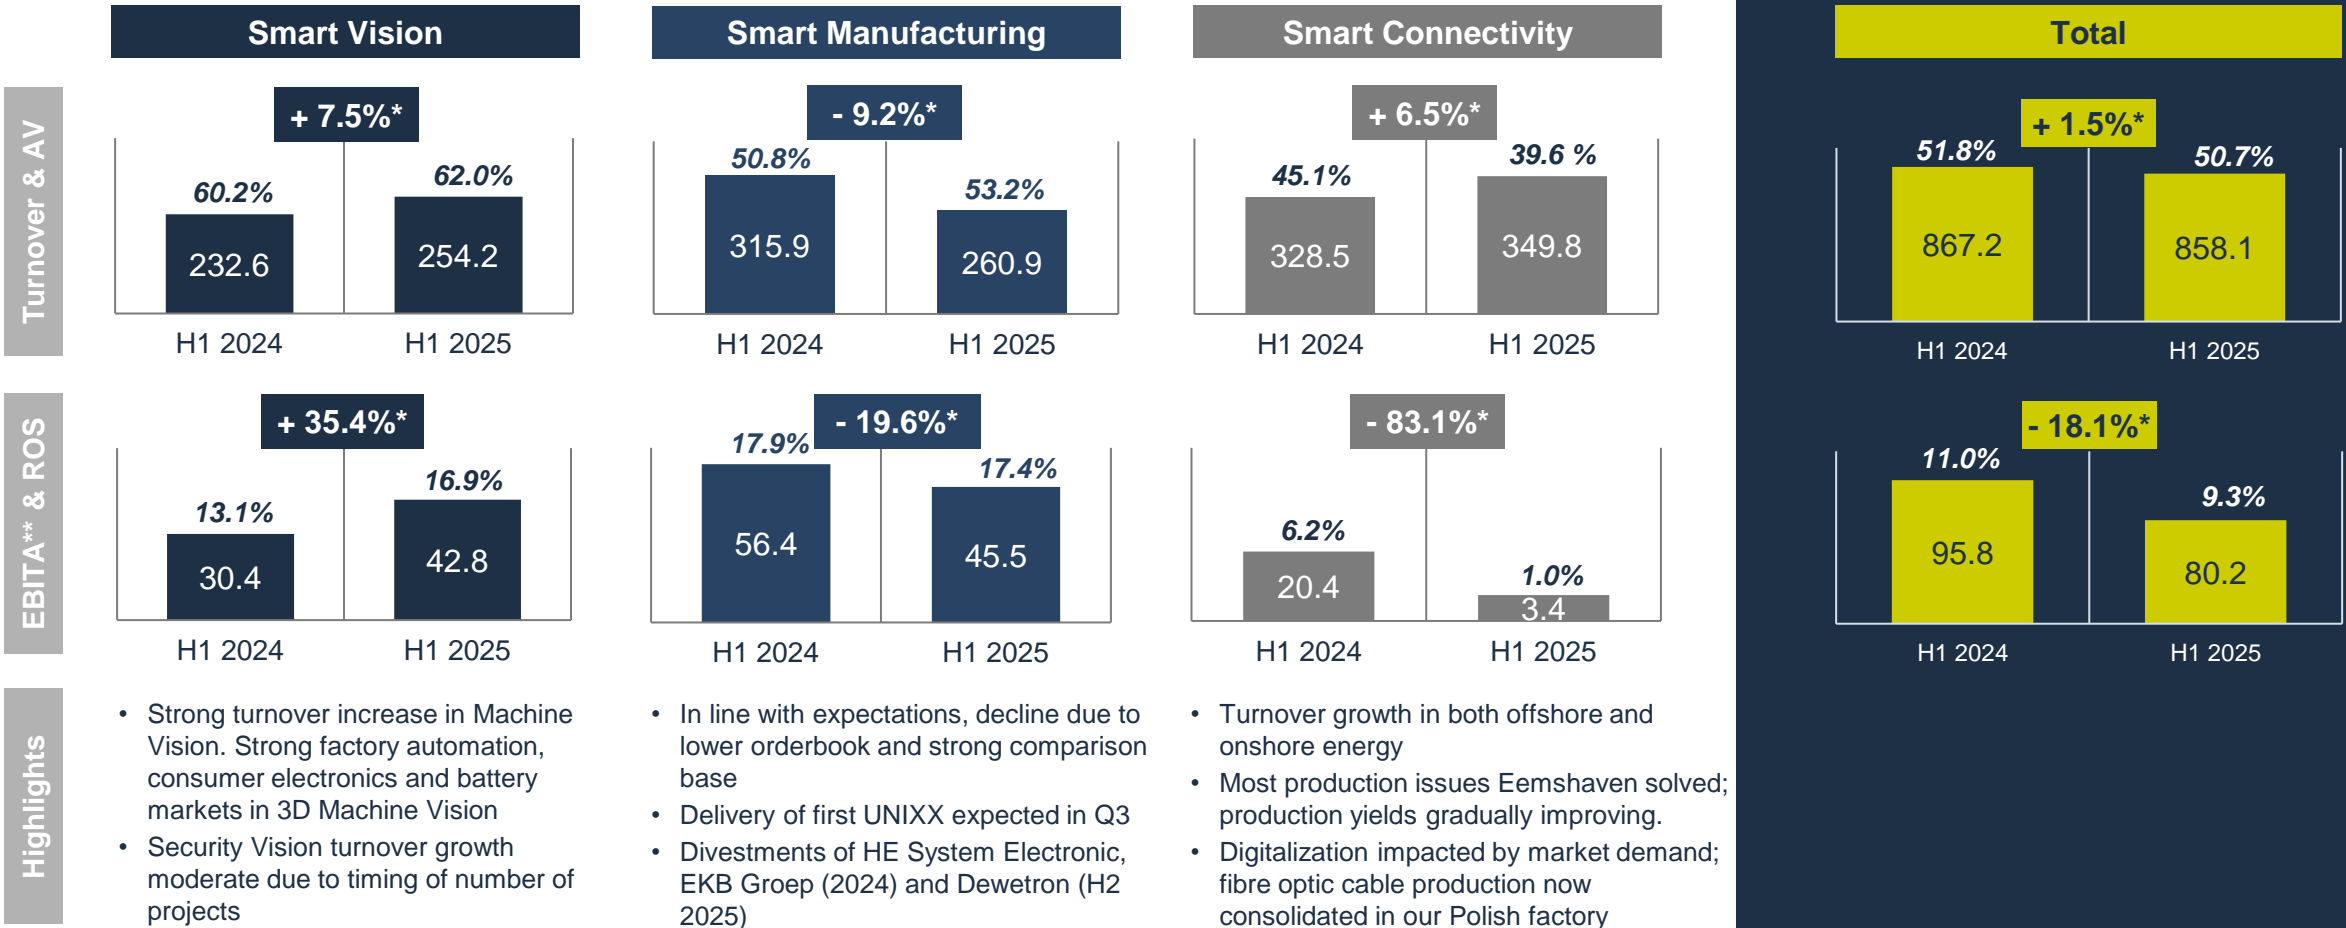 Smart Vision
Smart Manufacturing
Smart Connectivity
Total
Turnover & AV
+ 7.5%*
60.2%
62.0%
232.6
254.2
H1 2024
H1 2025
- 9.2%*
50.8%
53.2%
315.9
260.9
H1 2024
H1 2025
+ 6.5%*
45.1%
39.6 %
328.5
349.8
H1 2024
H1 2025
+ 1.5%*
51.8%
50.7%
867.2
858.1
H1 2024
H1 2025
EBITA** & ROS
+ 35.4%*
13.1%
16.9%
30.4
42.8
H1 2024
H1 2025
- 19.6%*
17.9%
17.4%
56.4
45.5
H1 2024
H1 2025
- 83.1%*
6.2%
1.0%
20.4
3.4
H1 2024
H1 2025
- 18.1%*
11.0%
9.3%
95.8
80.2
H1 2024
H1 2025
Highlights
• Strong turnover increase in Machine
Vision. Strong factory automation,
consumer electronics and battery
markets in 3D Machine Vision
• Security Vision turnover growth
moderate due to timing of number of
projects
• In line with expectations, decline due to
lower orderbook and strong comparison
base
• Delivery of first UNIXX expected in Q3
• Divestments of HE System Electronic,
EKB Groep (2024) and Dewetron (H2
2025)
• Turnover growth in both offshore and
onshore energy
• Most production issues Eemshaven solved;
production yields gradually improving.
• Digitalization impacted by market demand;
fibre optic cable production now
consolidated in our Polish factory